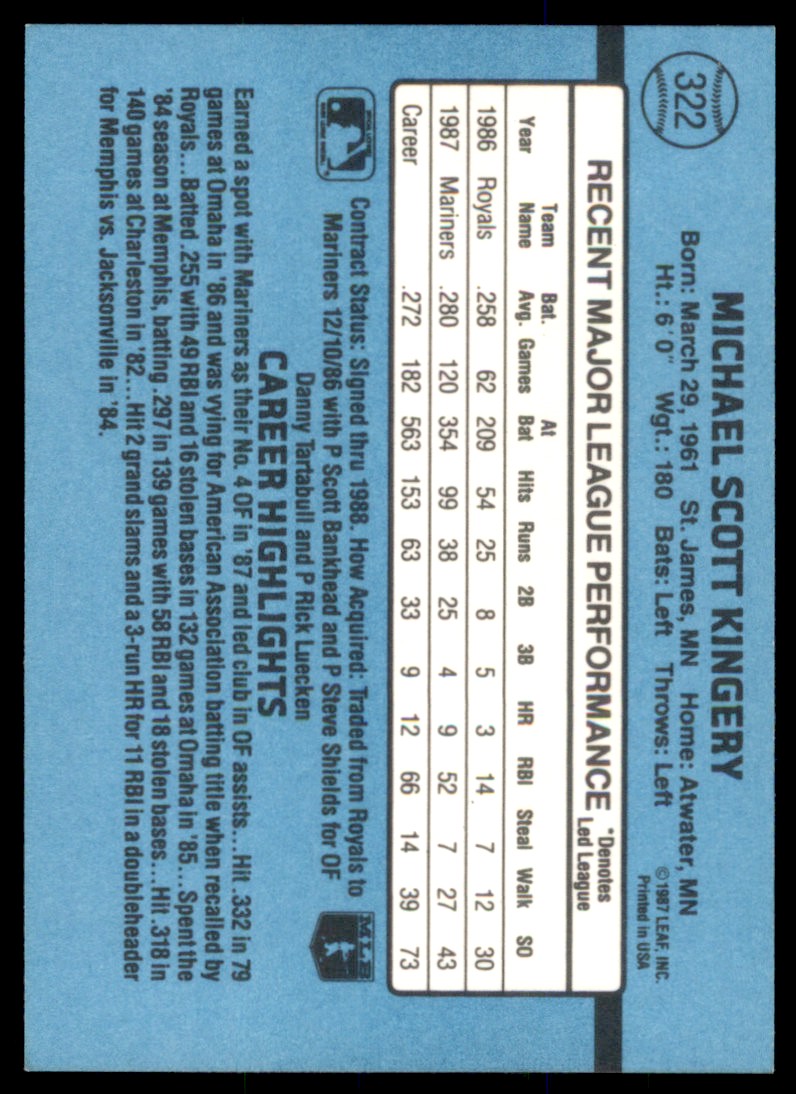 322
MICHAEL SCOTT KINGERY
Born: March 29, 1961 St. James, MN Home: Atwater, MN
Ht.: 6' 0" Wgt.: 180 Bats: Left Throws: Left
©1987 LEAF, INC.
Printed in USA
RECENT MAJOR LEAGUE PERFORMANCE *Denotes Led League
Year Team Name Bat. Avg. Games At Bat Hits Runs 2B 3B HR RBI Steal Walk SO
1986 Royals .258 62 209 54 25 8 5 3 14 7 12 30
1987 Mariners .280 120 354 99 38 25 4 9 52 7 27 43
Career .272 182 563 153 63 33 9 12 66 14 39 73
Contract Status: Signed thru 1988. How Acquired: Traded from Royals to
Mariners 12/10/86 with P Scott Bankhead and P Steve Shields for OF
Danny Tartabull and P Rick Luecken
MLB
CAREER HIGHLIGHTS
Earned a spot with Mariners as their No. 4 OF in '87 and led club in OF assists...Hit .332 in 79
games at Omaha in '86 and was vying for American Association batting title when recalled by
Royals...Batted .255 with 49 RBI and 16 stolen bases in 132 games at Omaha in '85...Spent the
'84 season at Memphis, batting .297 in 139 games with 58 RBI and 18 stolen bases...Hit .318 in
140 games at Charleston in '82...Hit 2 grand slams and a 3-run HR for 11 RBI in a doubleheader
for Memphis vs. Jacksonville in '84.